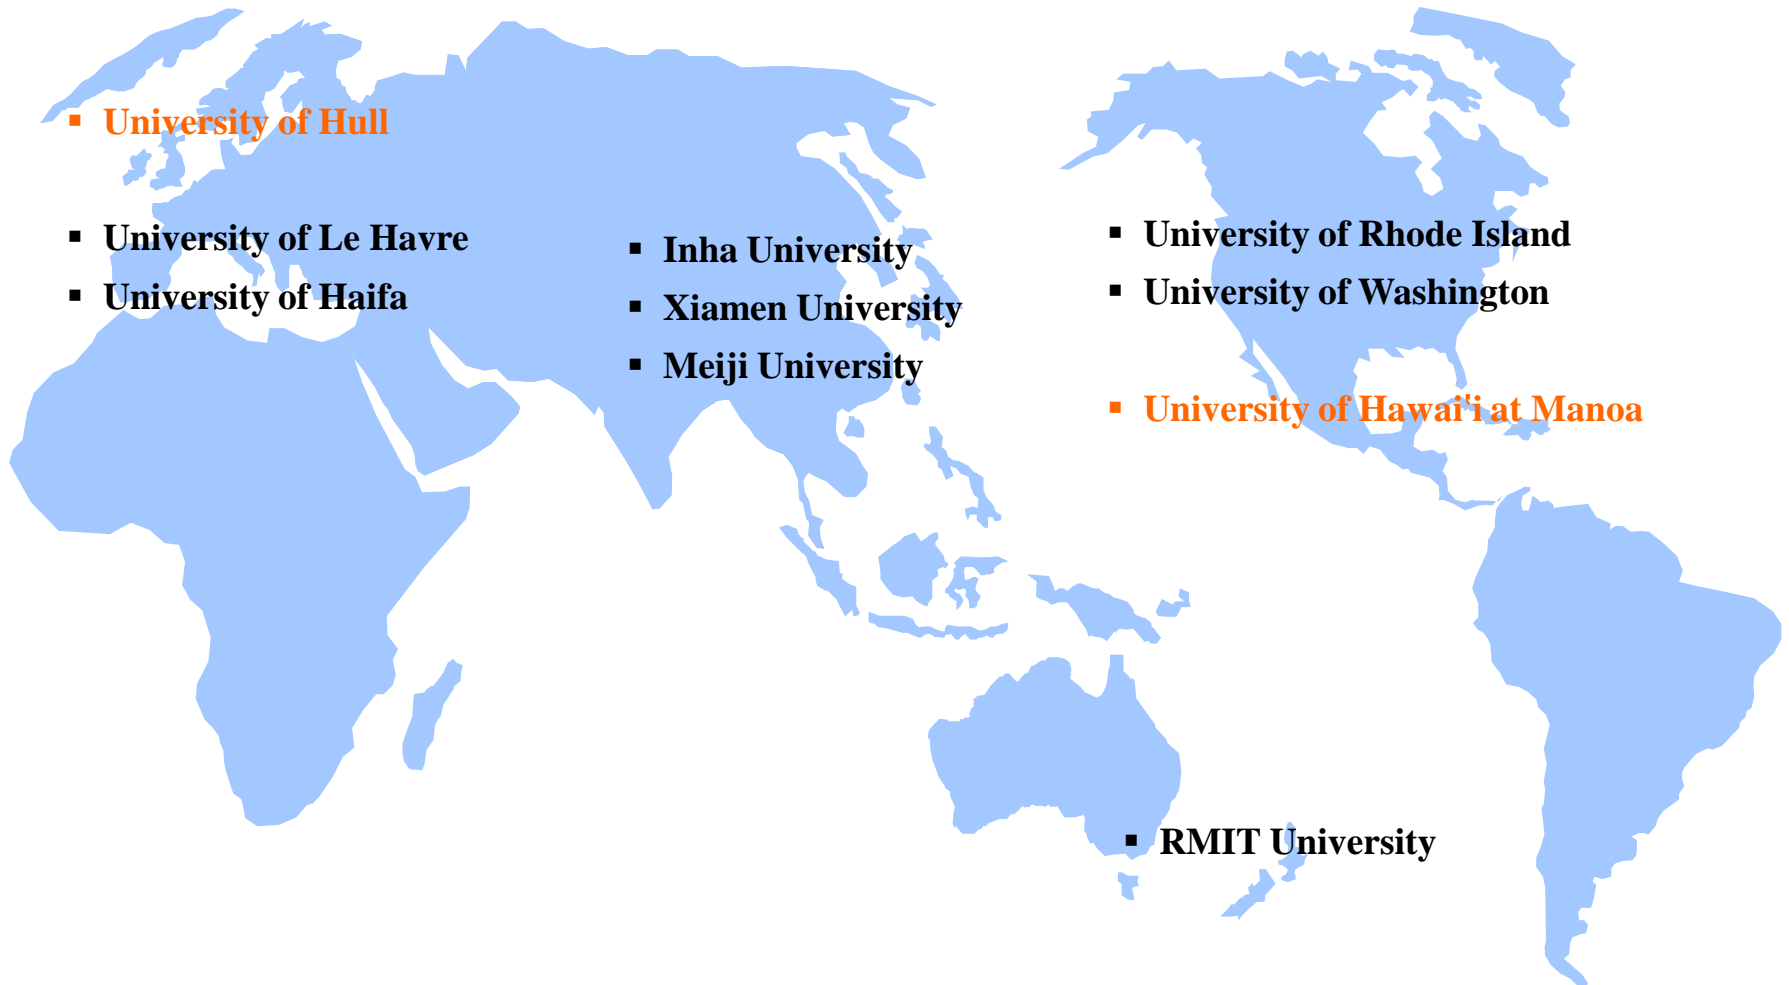 ▪ University of Hull
▪ University of Le Havre
▪ University of Haifa
▪ Inha University
▪ Xiamen University
▪ Meiji University
▪ University of Rhode Island
▪ University of Washington
▪ University of Hawai'i at Manoa
▪ RMIT University